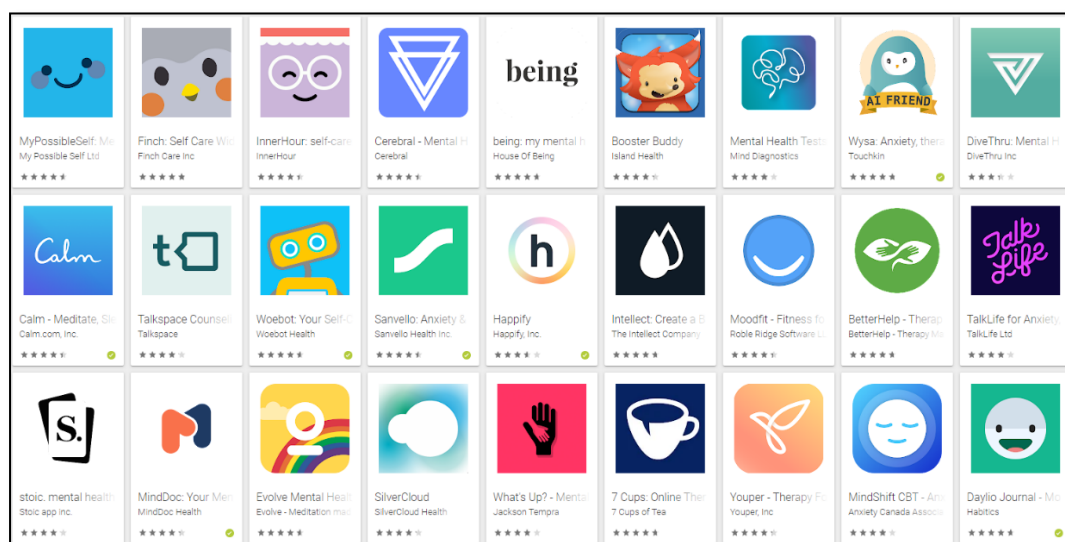 being
AI FRIEND
MyPossibleSelf: Me
Finch: Self Care Wid
InnerHour: self-care
Cerebral - Mental H
being: my mental h
Booster Buddy
Mental Health Tests
Wysa: Anxiety, thera
DiveThru: Mental H
My Possible Self Ltd
Finch Care Inc
InnerHour
Cerebral
House Of Being
Island Health
Mind Diagnostics
Touchkin
DiveThru Inc
Calm
t
h
Talk
Life
Calm - Meditate, Sle
Talkspace Counseli
Woebot: Your Self-C
Sanvello: Anxiety &
Happify
Intellect: Create a B
Moodfit - Fitness fo
BetterHelp - Therap
TalkLife for Anxiety,
Calm.com, Inc.
Talkspace
Woebot Health
Sanvello Health Inc.
Happify, Inc.
The Intellect Company
Roble Ridge Software LL
BetterHelp - Therapy Me
TalkLife Ltd
S.
stoic. mental health
MindDoc: Your Men
Evolve Mental Heal
SilverCloud
What's Up? - Menta
7 Cups: Online Ther
Youper - Therapy Fo
MindShift CBT - Anx
Daylio Journal - Mo
Stoic app inc.
MindDoc Health
Evolve - Meditation mad
SilverCloud Health
Jackson Tempra
7 Cups of Tea
Youper, Inc
Anxiety Canada Associat
Habitics